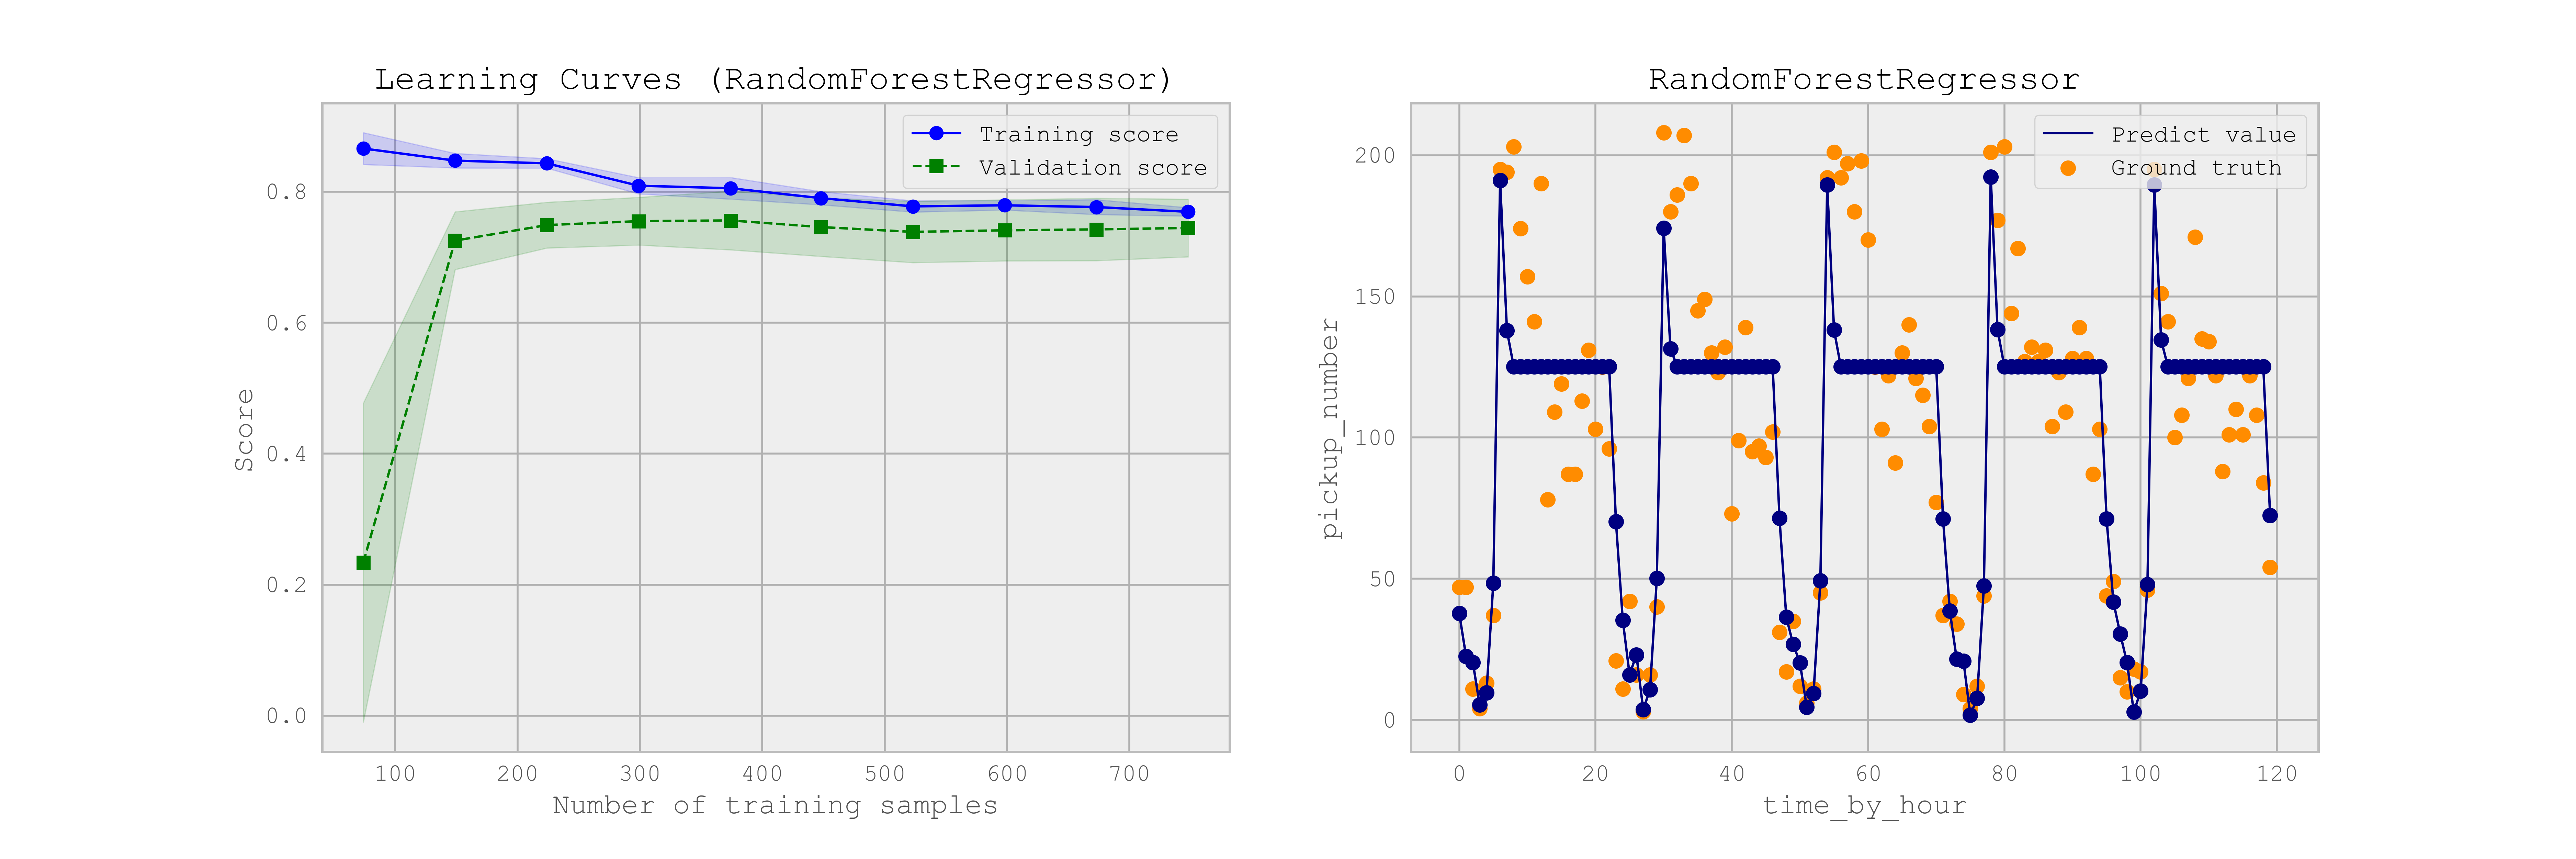 Learning Curves (RandomForestRegressor)
Training score
Validation score
0.8
0.6
0.4
0.2
0.0
Score
100 200 300 400 500 600 700
Number of training samples
RandomForestRegressor
Predict value
Ground truth
200
150
100
50
0
pickup_number
0 20 40 60 80 100 120
time_by_hour